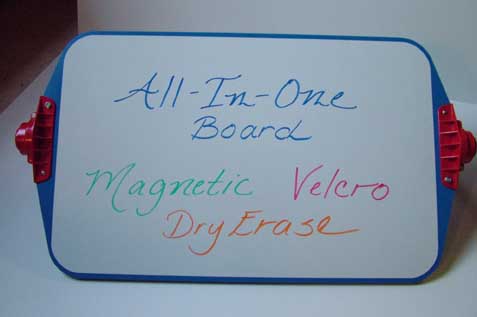 All-In-One
Board
Magnetic Velcro
Dry Erase